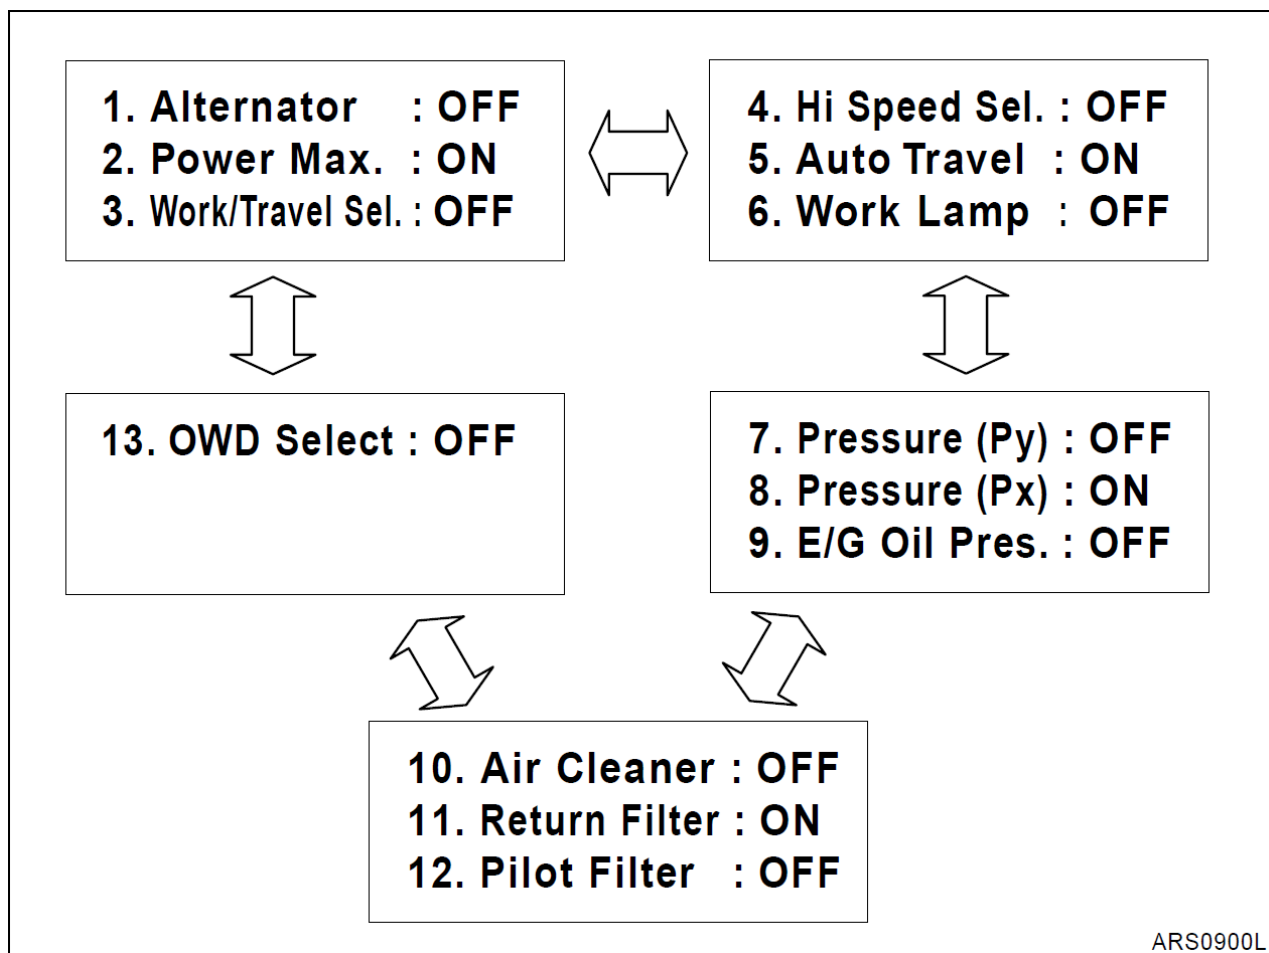 1. Alternator : OFF
2. Power Max. : ON
3. Work/Travel Sel. : OFF
4. Hi Speed Sel. : OFF
5. Auto Travel : ON
6. Work Lamp : OFF
13. OWD Select : OFF
7. Pressure (Py) : OFF
8. Pressure (Px) : ON
9. E/G Oil Pres. : OFF
10. Air Cleaner : OFF
11. Return Filter : ON
12. Pilot Filter : OFF
ARS0900L